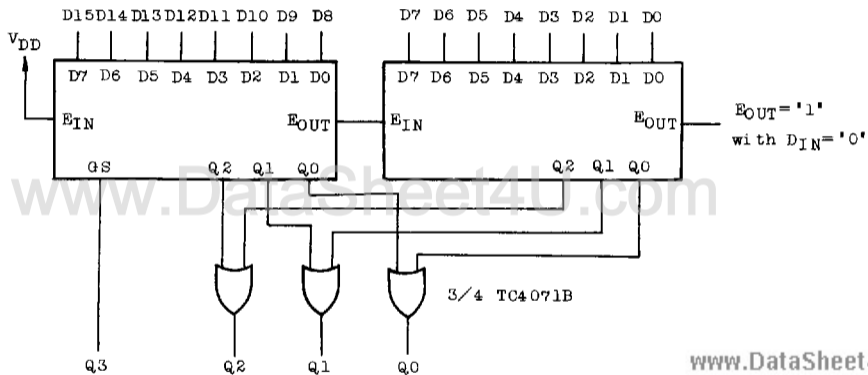 D15 D14 D13 D12 D11 D10 D9 D8
D7 D6 D5 D4 D3 D2 D1 D0
VDD
D7 D6 D5 D4 D3 D2 D1 D0
D7 D6 D5 D4 D3 D2 D1 D0
EIN
EOUT
EIN
EOUT
EOUT="1"
with DIN="0"
GS
Q2 Q1 Q0
Q2 Q1 Q0
www.DataSheet4U.com
3/4 TC4071B
Q3
Q2
Q1
Q0
www.DataSheet